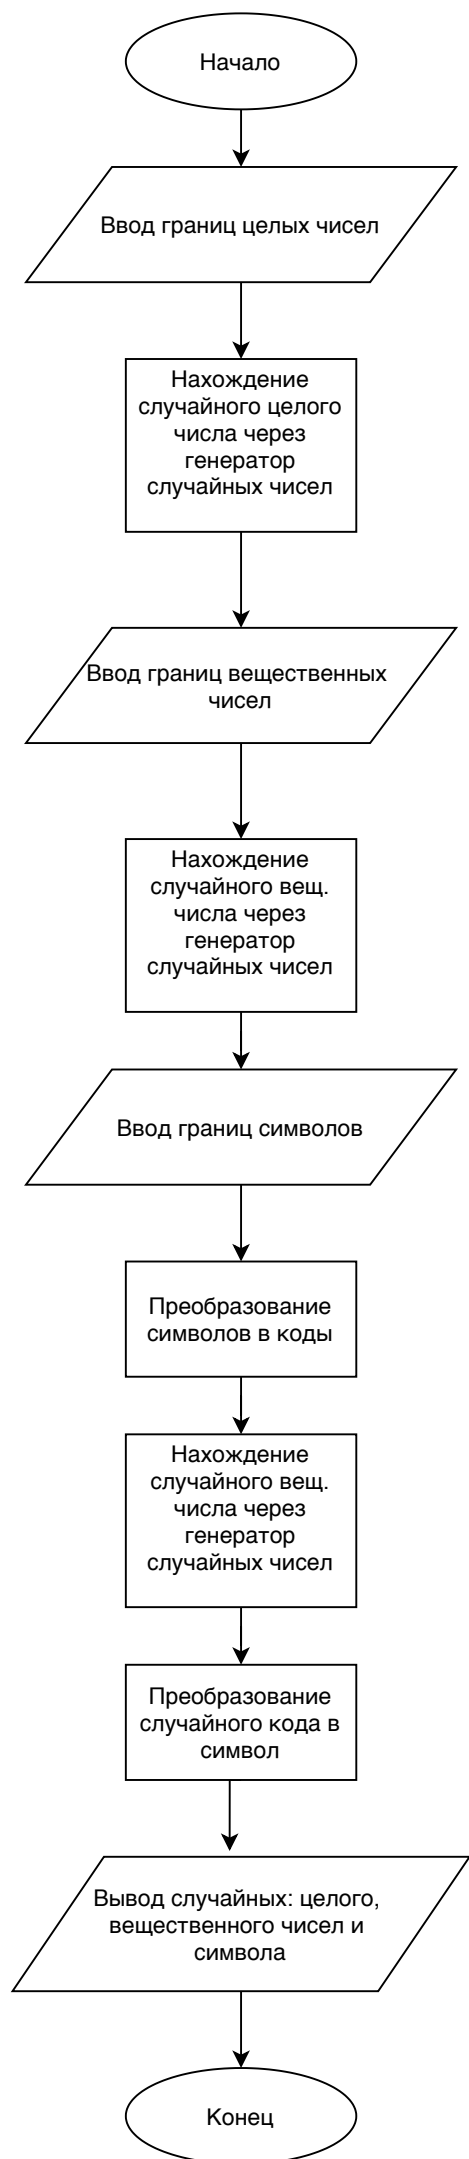 Начало
Ввод границ целых чисел
Нахождение
случайного целого
числа через
генератор
случайных чисел
Ввод границ вещественных
чисел
Нахождение
случайного вещ.
числа через
генератор
случайных чисел
Ввод границ символов
Преобразование
символов в коды
Нахождение
случайного вещ.
числа через
генератор
случайных чисел
Преобразование
случайного кода в
символ
Вывод случайных: целого,
вещественного чисел и
символа
Конец